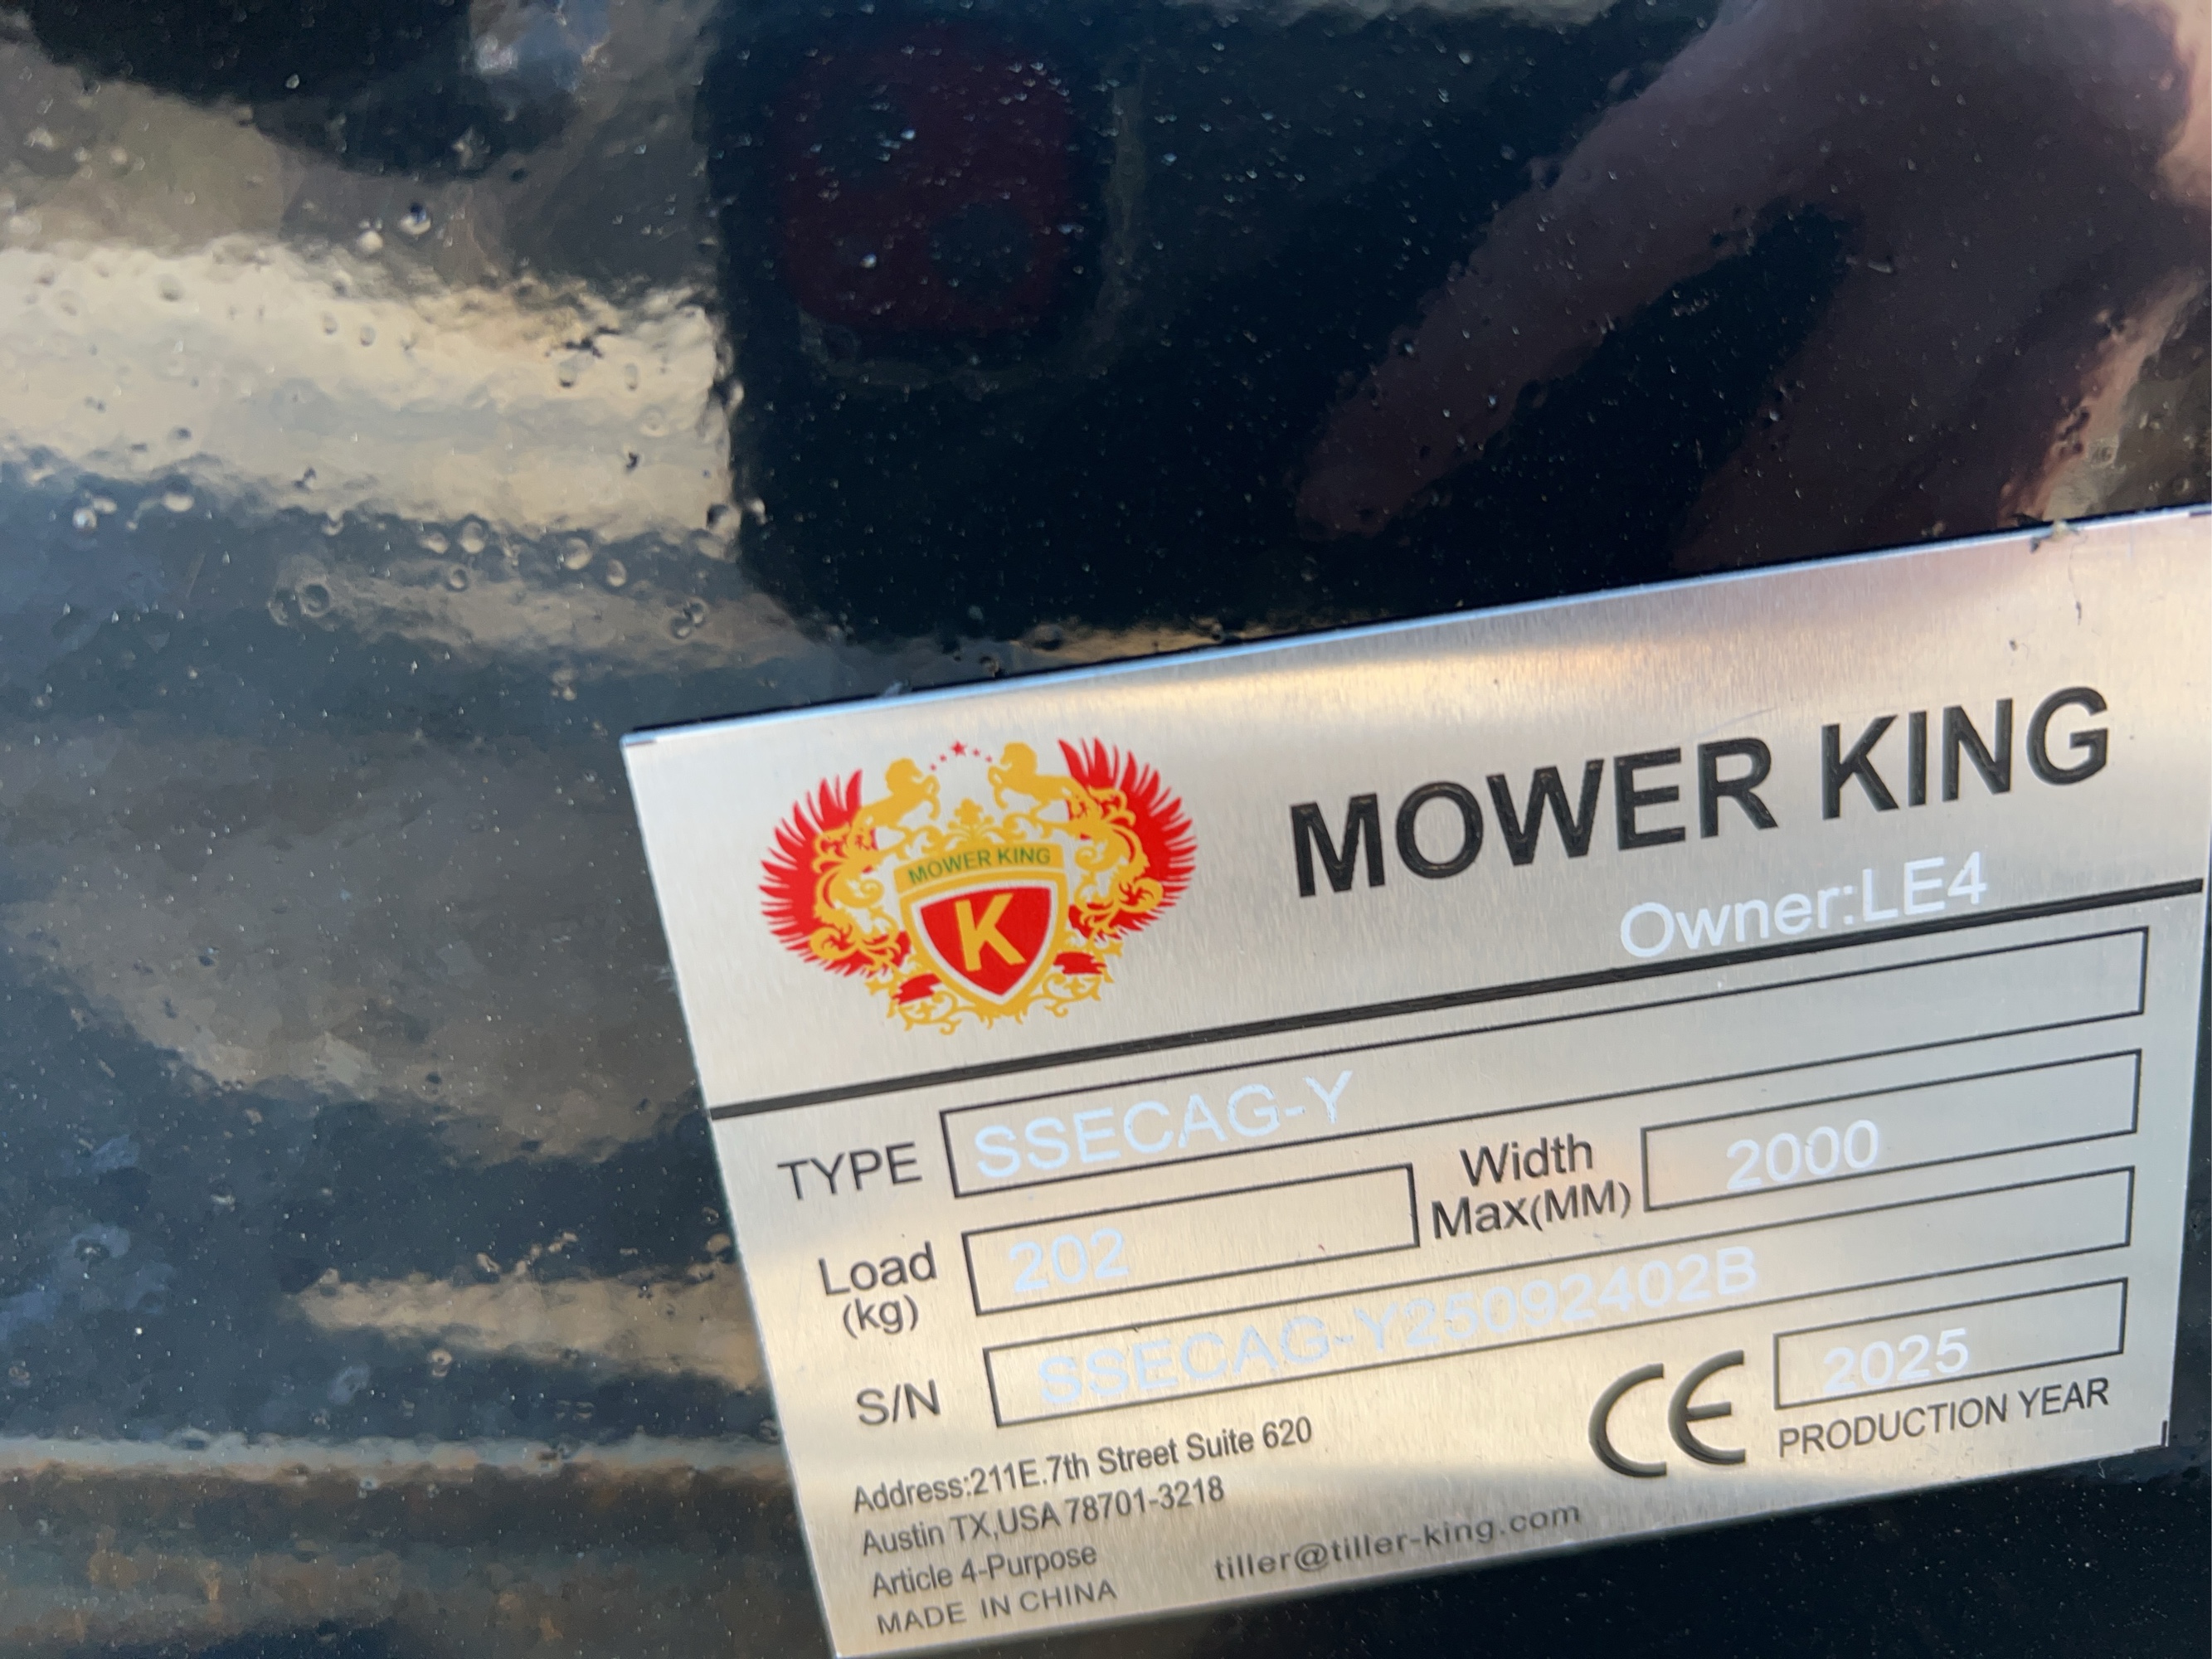 MOWER KING
MOWER KING
K
Owner:LE4
TYPE SSECAG-Y
Load (kg) 202 Width Max(MM) 2000
S/N SSECAG-Y25092402B
CE 2025
PRODUCTION YEAR
Address:211E.7th Street Suite 620
Austin TX,USA 78701-3218
Article 4-Purpose
MADE IN CHINA
tiller@tiller-king.com